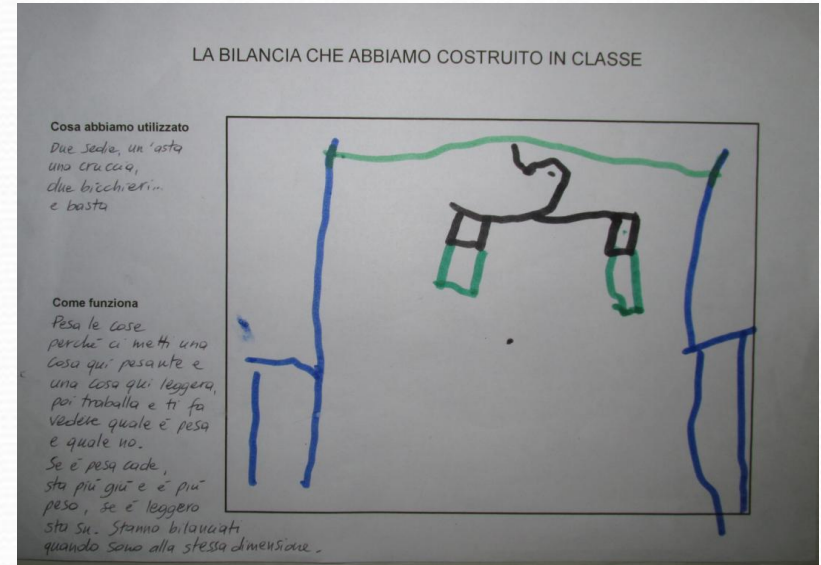 LA BILANCIA CHE ABBIAMO COSTRUITO IN CLASSE
Cosa abbiamo utilizzato
Due sedie, un'asta
una cruccia,
due bicchieri..
e basta
Come funziona
Pesa le cose
perché ci metti una
cosa qui pesante e
una cosa qui leggera,
poi traballa e ti fa
vedere quale è pesa
e quale no.
Se è pesa cade,
sta più giù e è più
peso, se è leggero
sta su. Stanno bilanciati
quando sono alla stessa dimensione.